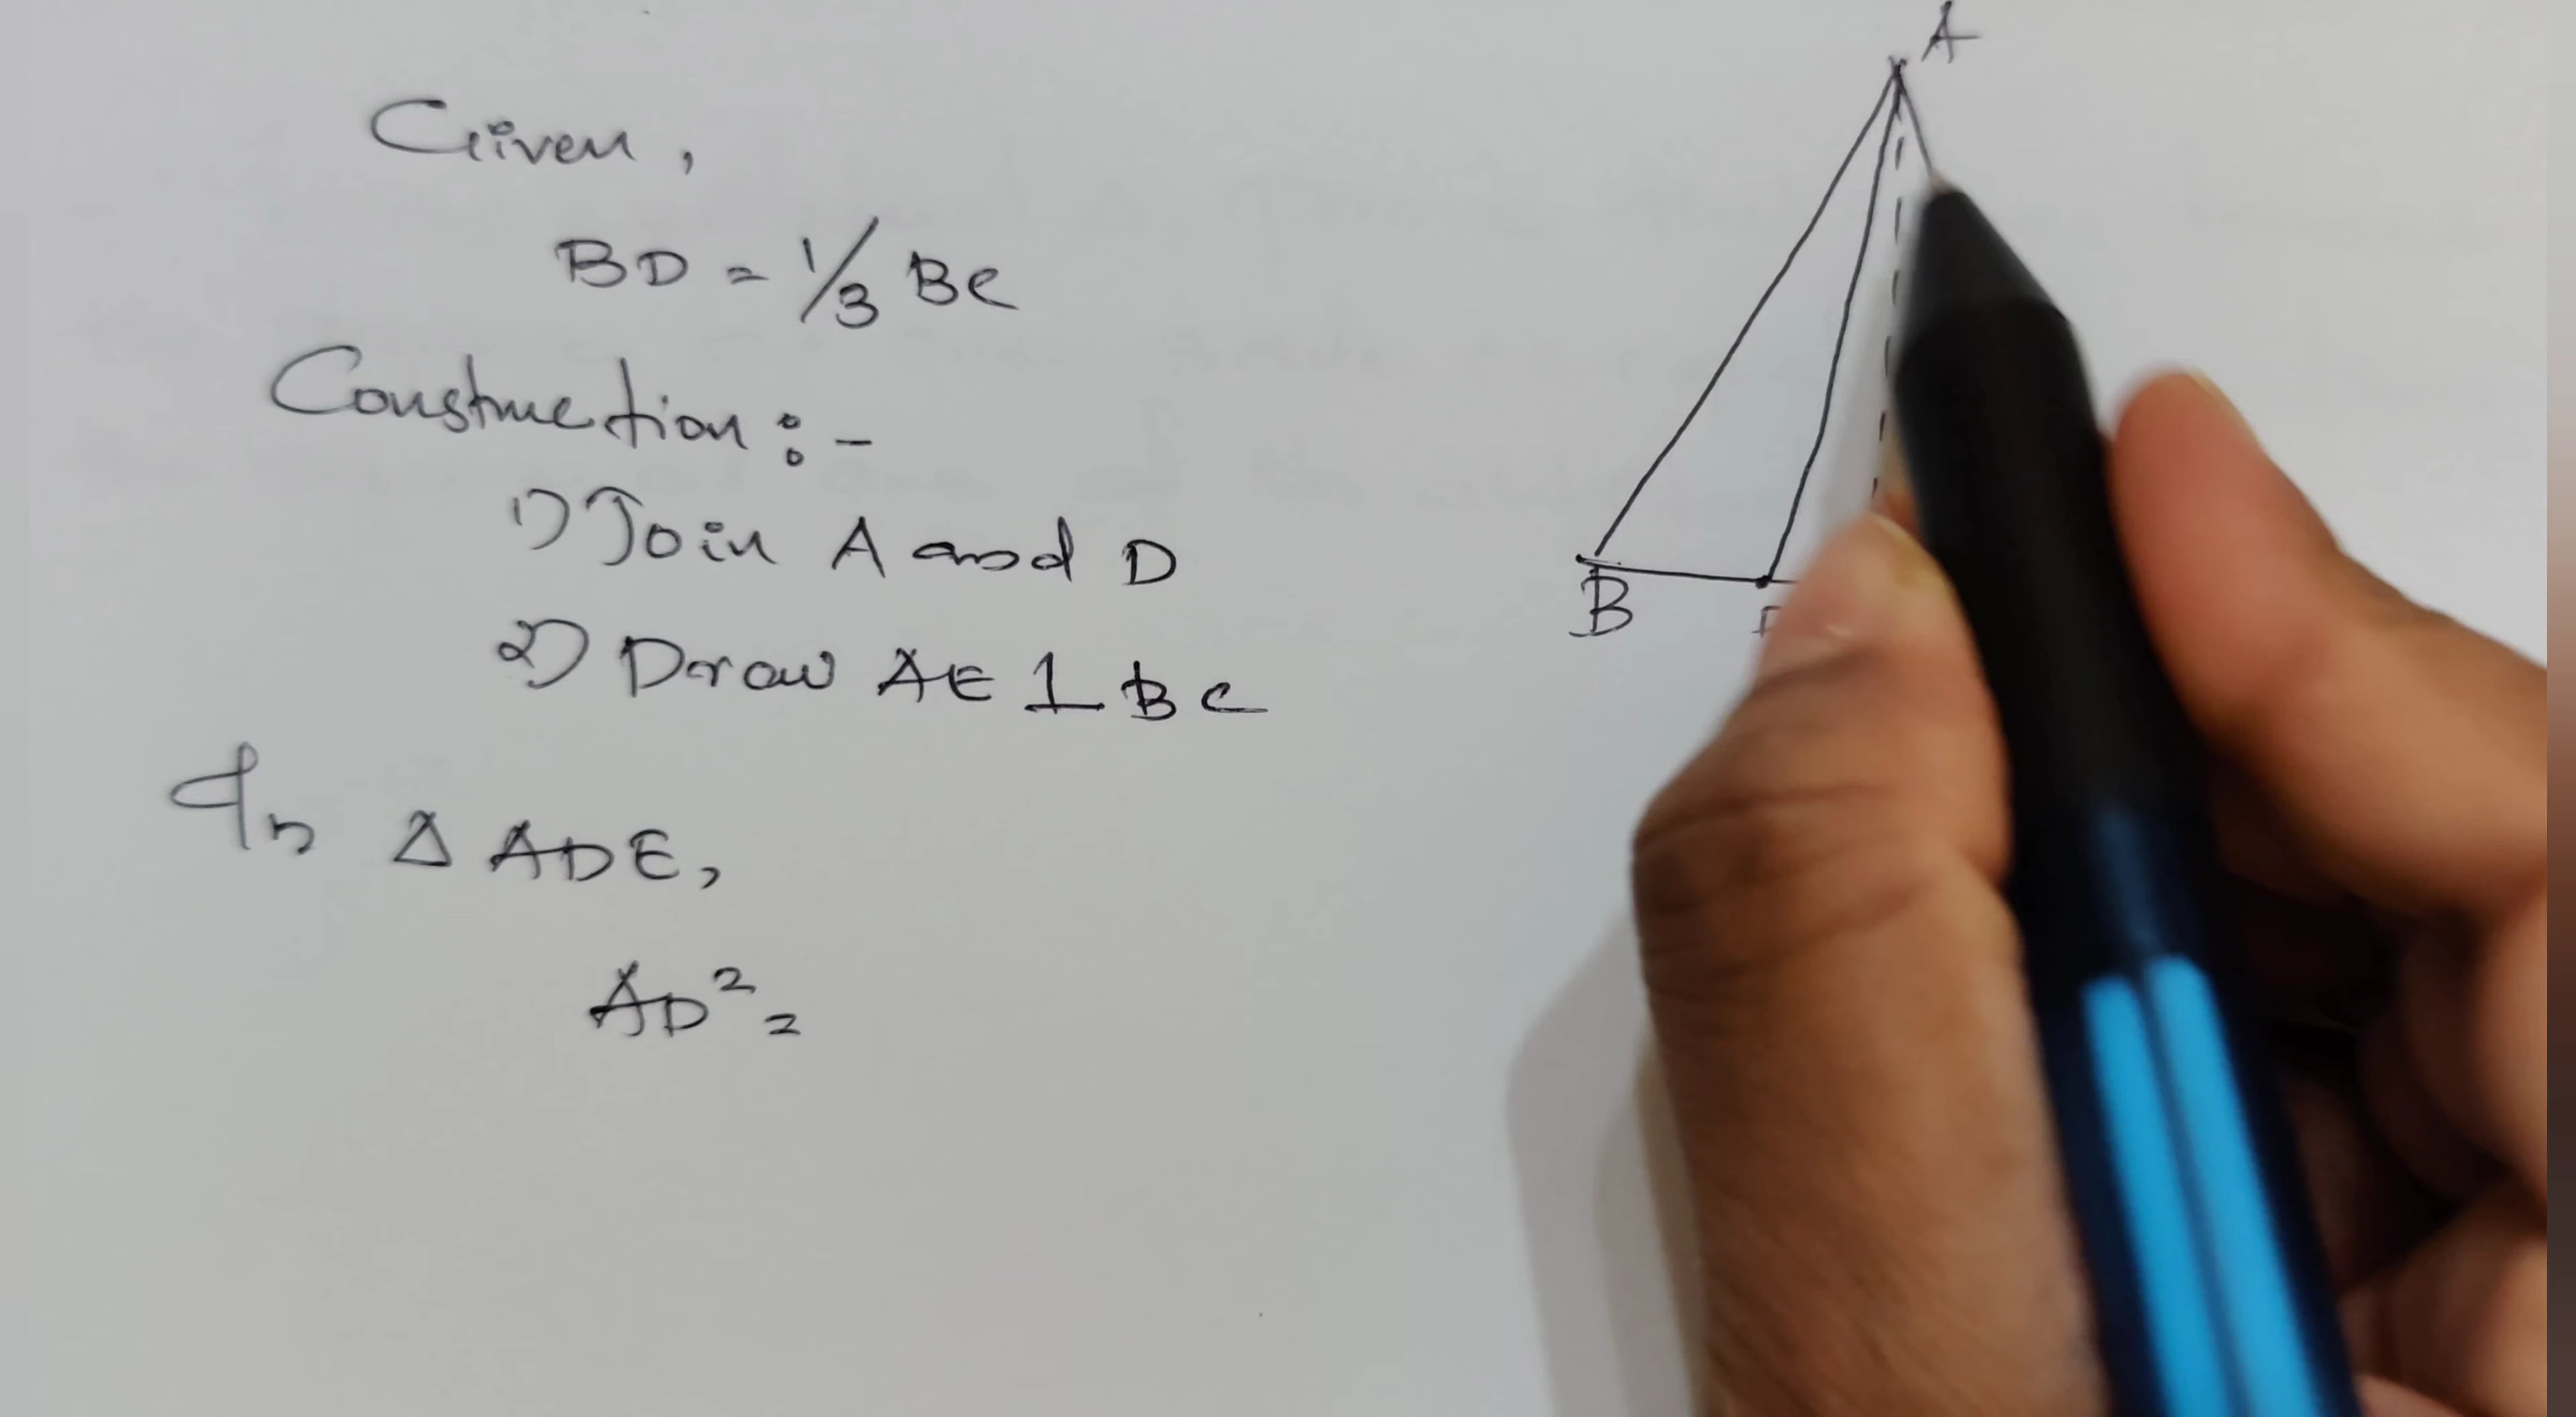 Given,
BD = 1/3 BC
Construction :-
1) Join A and D
2) Draw AE ⊥ BC
In Δ ADE,
AD² =
A
B